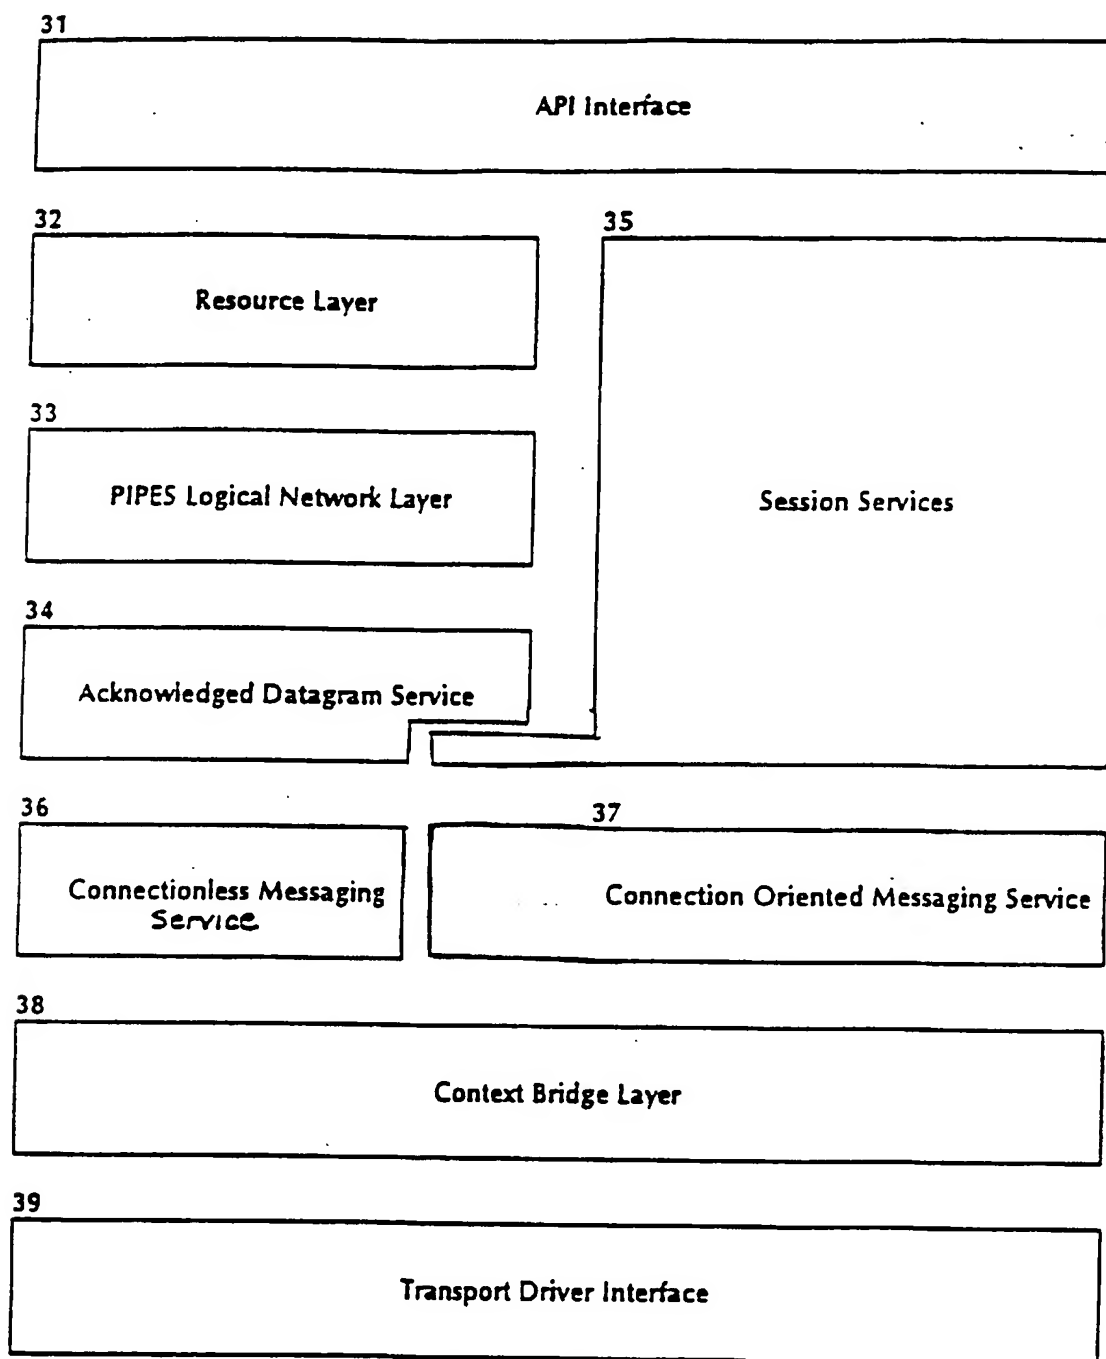 31
API Interface
32
35
Resource Layer
33
PIPES Logical Network Layer
Session Services
34
Acknowledged Datagram Service
36
37
Connectionless Messaging
Service
Connection Oriented Messaging Service
38
Context Bridge Layer
39
Transport Driver Interface